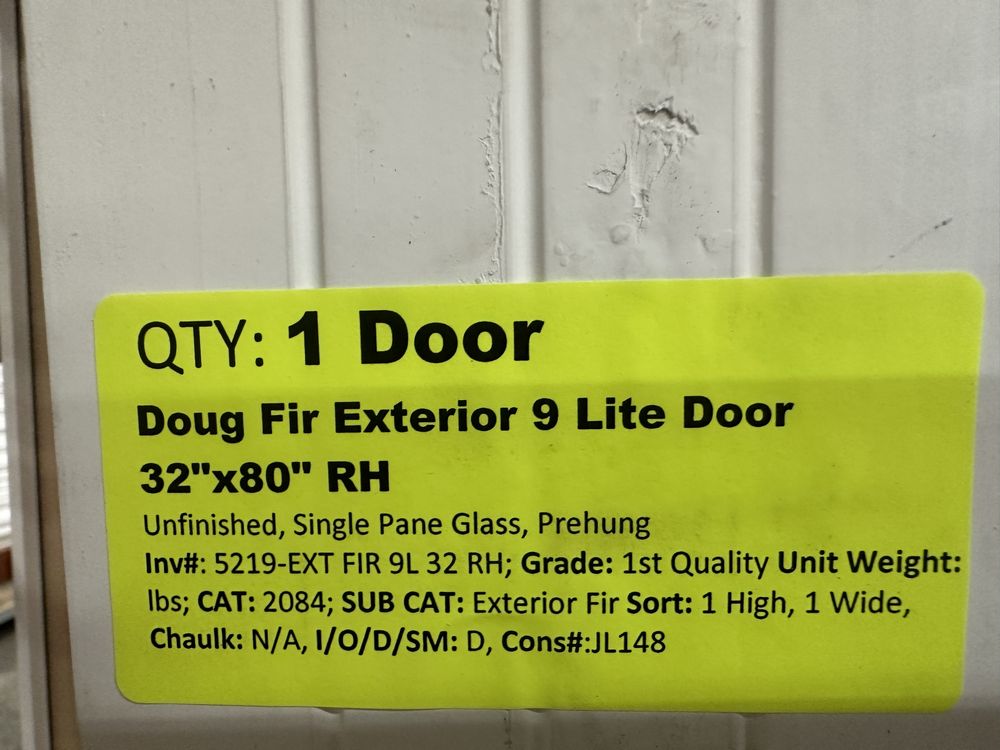 QTY: 1 Door
Doug Fir Exterior 9 Lite Door
32"x80" RH
Unfinished, Single Pane Glass, Prehung
Inv#: 5219-EXT FIR 9L 32 RH; Grade: 1st Quality Unit Weight:
lbs; CAT: 2084; SUB CAT: Exterior Fir Sort: 1 High, 1 Wide,
Chaulk: N/A, I/O/D/SM: D, Cons#:JL148